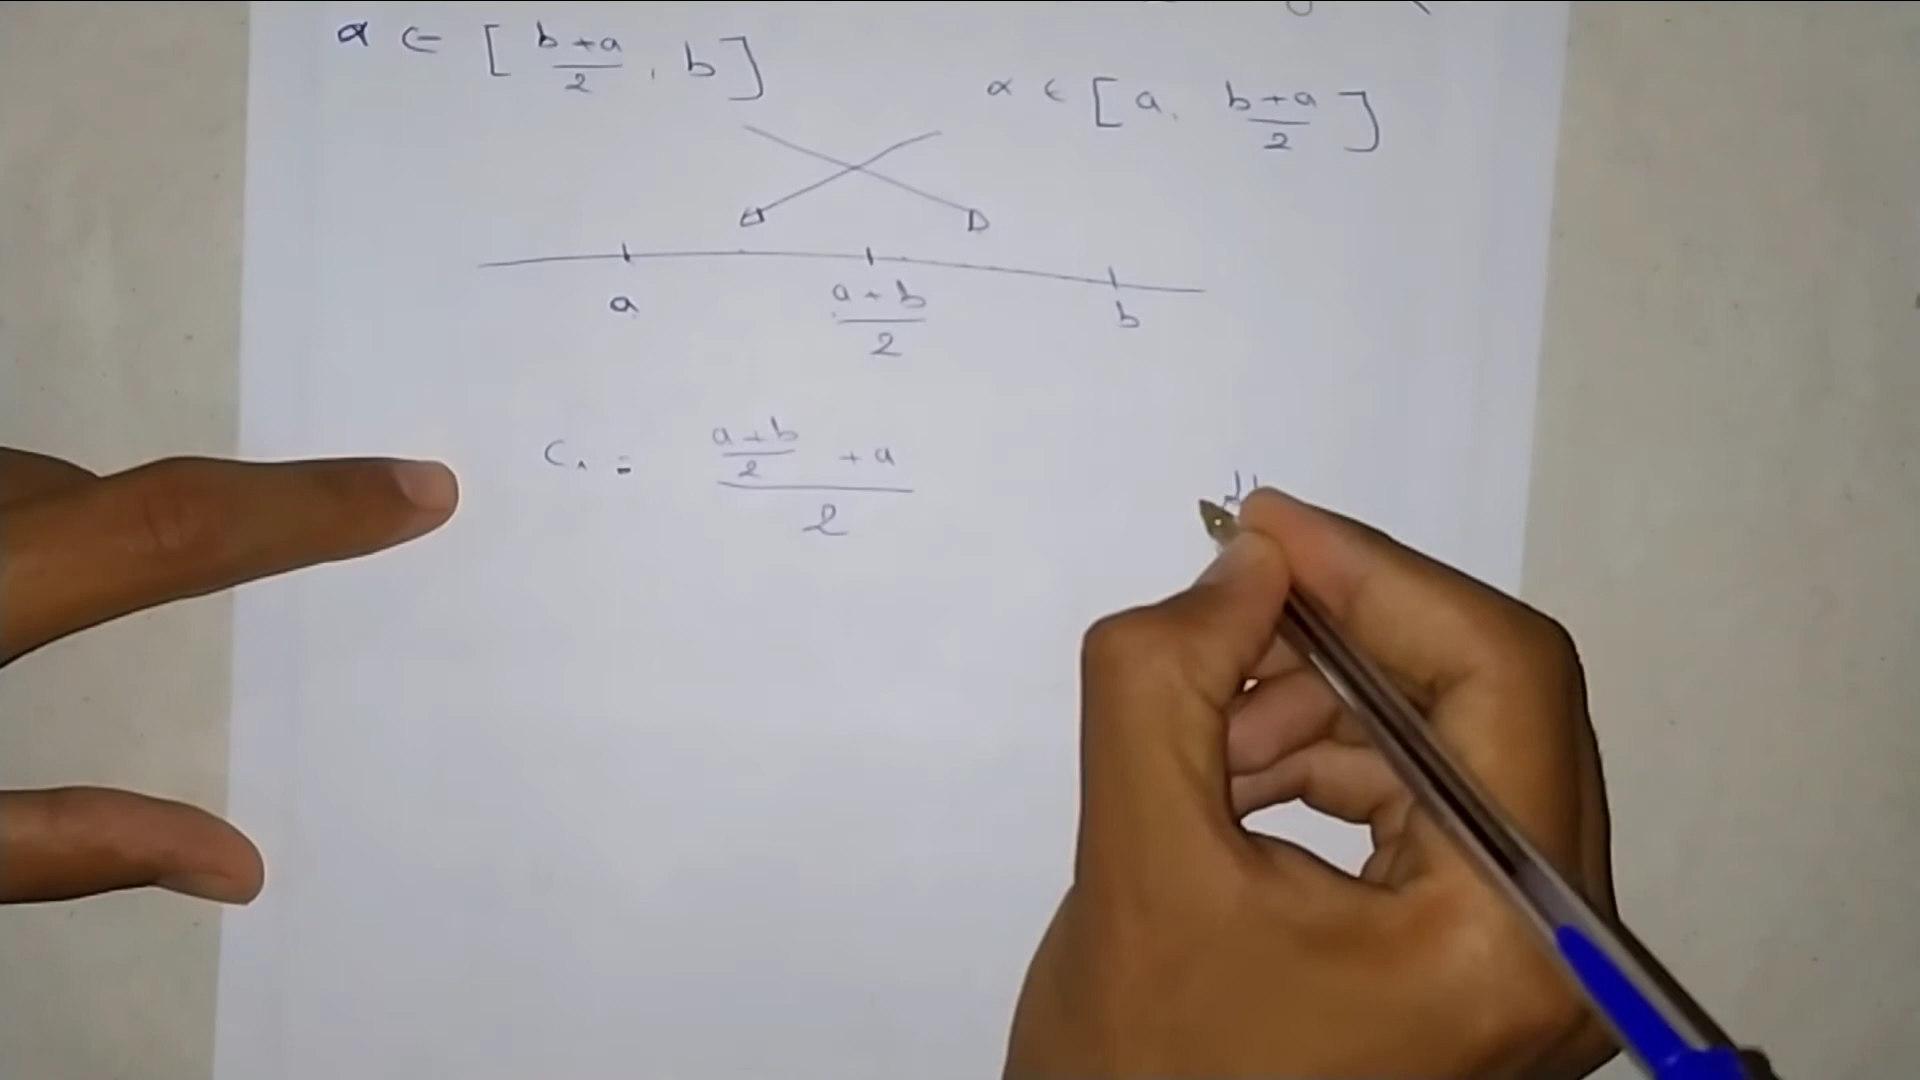 α ∈ [ b+a/2 , b ]
α ∈ [ a, b+a/2 ]
a
a+b/2
b
C₁ = (a+b/2 + a)/2